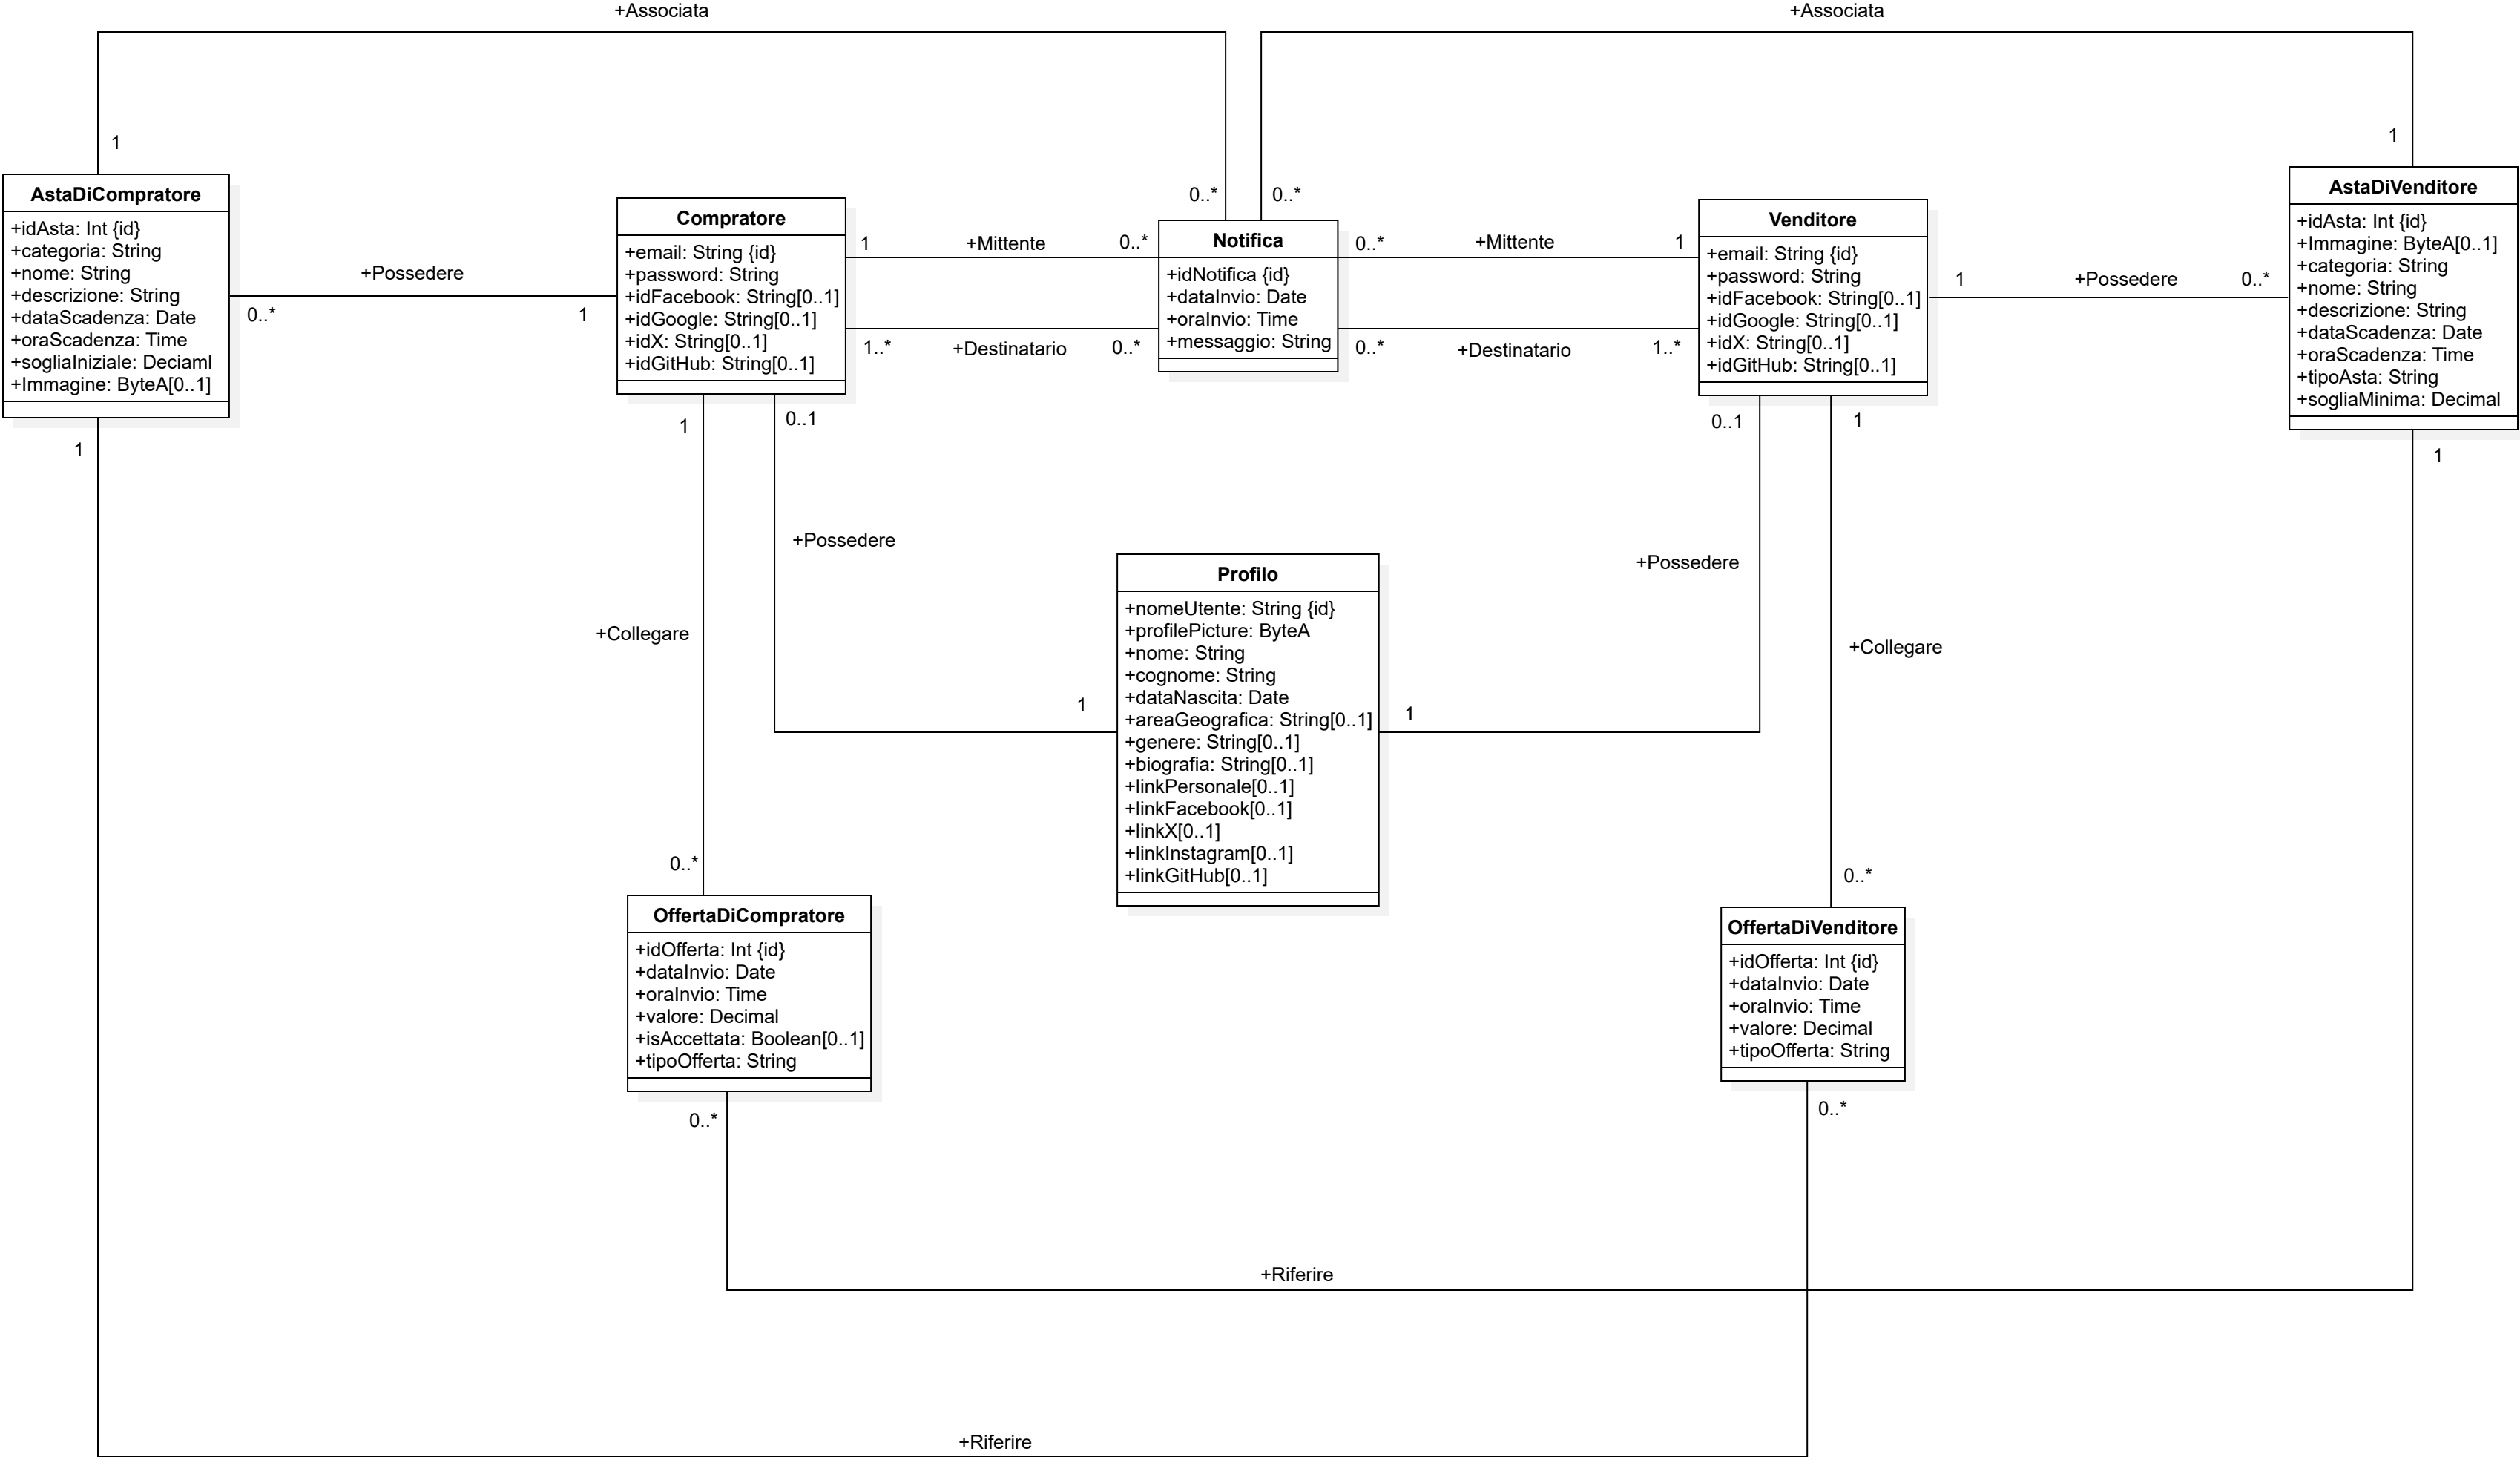 +Associata
+Associata
1
1
0..*
0..*
AstaDiCompratore
+idAsta: Int {id}
+categoria: String
+nome: String
+descrizione: String
+dataScadenza: Date
+oraScadenza: Time
+sogliaIniziale: Deciaml
+Immagine: ByteA[0..1]
+Possedere
0..*
1
Compratore
+email: String {id}
+password: String
+idFacebook: String[0..1]
+idGoogle: String[0..1]
+idX: String[0..1]
+idGitHub: String[0..1]
1
+Mittente
0..*
1..*
+Destinatario
0..*
Notifica
+idNotifica {id}
+dataInvio: Date
+oraInvio: Time
+messaggio: String
0..*
+Mittente
1
0..*
+Destinatario
1..*
Venditore
+email: String {id}
+password: String
+idFacebook: String[0..1]
+idGoogle: String[0..1]
+idX: String[0..1]
+idGitHub: String[0..1]
1
+Possedere
0..*
AstaDiVenditore
+idAsta: Int {id}
+Immagine: ByteA[0..1]
+categoria: String
+nome: String
+descrizione: String
+dataScadenza: Date
+oraScadenza: Time
+tipoAsta: String
+sogliaMinima: Decimal
1
1
0..1
0..1
1
1
+Possedere
+Possedere
+Collegare
+Collegare
1
1
Profilo
+nomeUtente: String {id}
+profilePicture: ByteA
+nome: String
+cognome: String
+dataNascita: Date
+areaGeografica: String[0..1]
+genere: String[0..1]
+biografia: String[0..1]
+linkPersonale[0..1]
+linkFacebook[0..1]
+linkX[0..1]
+linkInstagram[0..1]
+linkGitHub[0..1]
0..*
0..*
OffertaDiCompratore
+idOfferta: Int {id}
+dataInvio: Date
+oraInvio: Time
+valore: Decimal
+isAccettata: Boolean[0..1]
+tipoOfferta: String
OffertaDiVenditore
+idOfferta: Int {id}
+dataInvio: Date
+oraInvio: Time
+valore: Decimal
+tipoOfferta: String
0..*
0..*
+Riferire
+Riferire